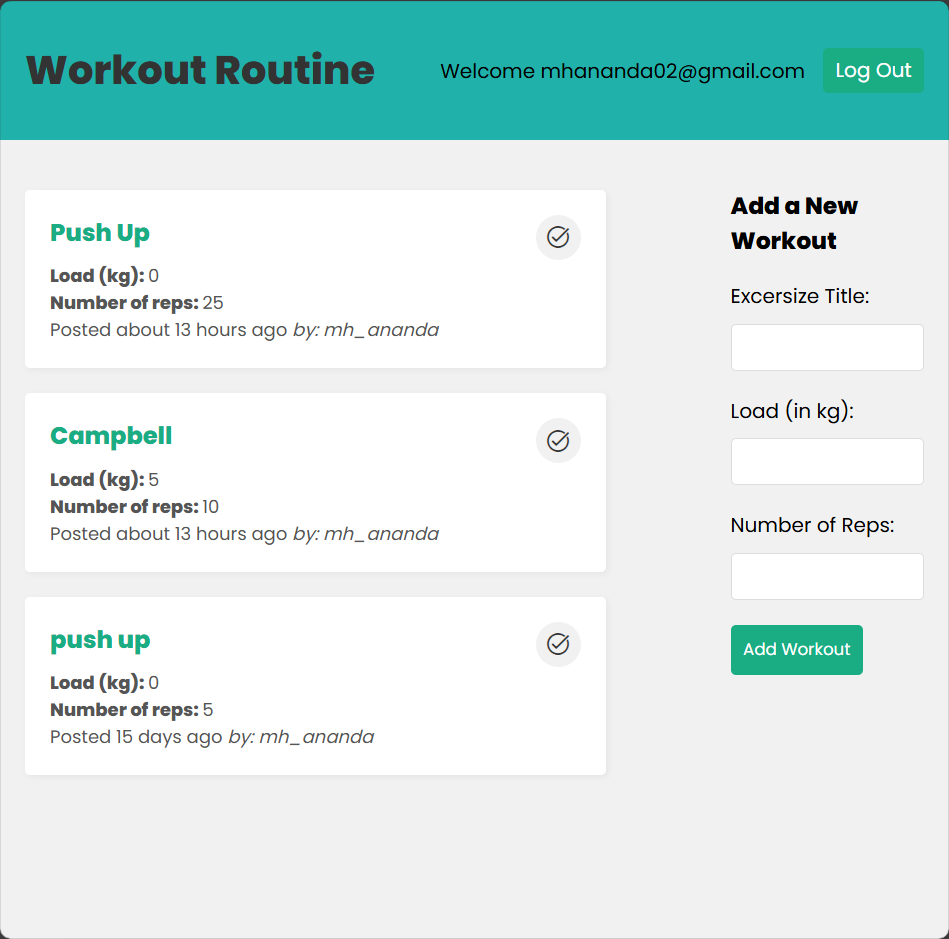 Workout Routine
Welcome mhananda02@gmail.com
Log Out
Push Up
Load (kg): 0
Number of reps: 25
Posted about 13 hours ago by: mh_ananda
Campbell
Load (kg): 5
Number of reps: 10
Posted about 13 hours ago by: mh_ananda
push up
Load (kg): 0
Number of reps: 5
Posted 15 days ago by: mh_ananda
Add a New
Workout
Excersize Title:
Load (in kg):
Number of Reps:
Add Workout